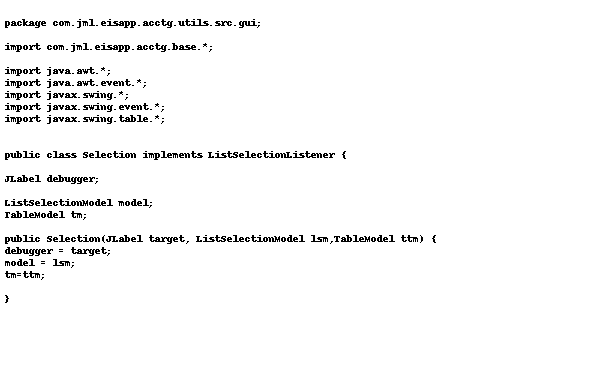 package com.jml.eisapp.acctg.utils.src.gui;
import com.jml.eisapp.acctg.base.*;
import java.awt.*;
import java.awt.event.*;
import javax.swing.*;
import javax.swing.event.*;
import javax.swing.table.*;
public class Selection implements ListSelectionListener {
JLabel debugger;
ListSelectionModel model;
TableModel tm;
public Selection(JLabel target, ListSelectionModel lsm,TableModel ttm) {
debugger = target;
model = lsm;
tm=ttm;
}